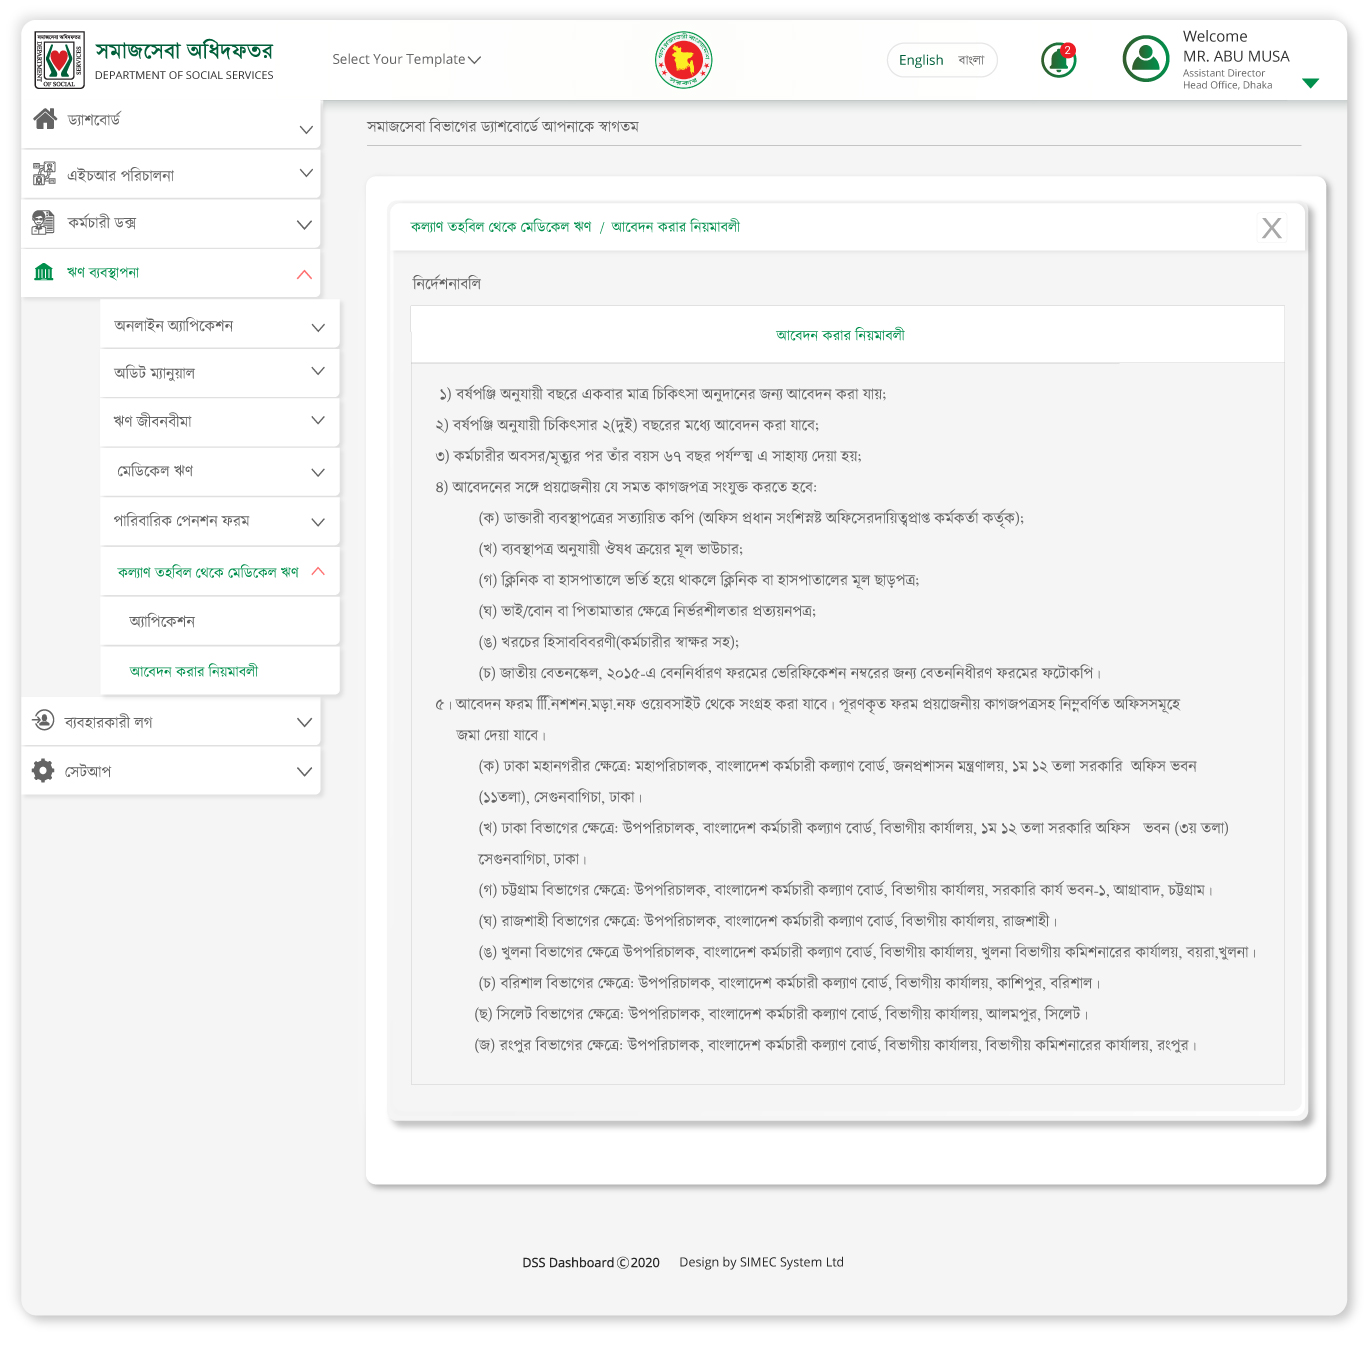 সমাজসেবা অধিদফতর
DEPARTMENT OF SOCIAL SERVICES
Select Your Template
English বাংলা
2
Welcome
MR. ABU MUSA
Assistant Director
Head Office, Dhaka
ড্যাশবোর্ড
এইচআর পরিচালনা
কর্মচারী ডক্স
ঋণ ব্যবস্থাপনা
অনলাইন অ্যাপিকেশন
অডিট ম্যানুয়াল
ঋণ জীবনবীমা
মেডিকেল ঋণ
পারিবারিক পেনশন ফরম
কল্যাণ তহবিল থেকে মেডিকেল ঋণ
অ্যাপিকেশন
আবেদন করার নিয়মাবলী
ব্যবহারকারী লগ
সেটআপ
সমাজসেবা বিভাগের ড্যাশবোর্ডে আপনাকে স্বাগতম
কল্যাণ তহবিল থেকে মেডিকেল ঋণ / আবেদন করার নিয়মাবলী
X
নির্দেশনাবলি
আবেদন করার নিয়মাবলী
১) বর্ষপঞ্জি অনুযায়ী বছরে একবার মাত্র চিকিৎসা অনুদানের জন্য আবেদন করা যায়;
২) বর্ষপঞ্জি অনুযায়ী চিকিৎসার ২(দুই) বছরের মধ্যে আবেদন করা যাবে;
৩) কর্মচারীর অবসর/মৃত্যুর পর তাঁর বয়স ৬৭ বছর পর্যন্ত্ম এ সাহায্য দেয়া হয়;
৪) আবেদনের সঙ্গে প্রয়জেনীয় যে সমত কাগজপত্র সংযুক্ত করতে হবে:
(ক) ডাক্তারী ব্যবস্থাপত্রের সত্যায়িত কপি (অফিস প্রধান সংশিস্নষ্ট অফিসেরদায়িত্বপ্রাপ্ত কর্মকর্তা কর্তৃক);
(খ) ব্যবস্থাপত্র অনুযায়ী ঔষধ ক্রয়ের মূল ভাউচার;
(গ) ক্লিনিক বা হাসপাতালে ভর্তি হয়ে থাকলে ক্লিনিক বা হাসপাতালের মূল ছাড়পত্র;
(ঘ) ভাই/বোন বা পিতামাতার ক্ষেত্রে নির্ভরশীলতার প্রত্যয়নপত্র;
(ঙ) খরচের হিসাববিবরণী(কর্মচারীর স্বাক্ষর সহ);
(চ) জাতীয় বেতনস্কেল, ২০১৫-এ বেননির্ধারণ ফরমের ভেরিফিকেশন নম্বরের জন্য বেতননিধীরণ ফরমের ফটোকপি।
৫। আবেদন ফরম িি.নশশন.মড়া.নফ ওয়েবসাইট থেকে সংগ্রহ করা যাবে। পূরণকৃত ফরম প্রয়জেনীয় কাগজপত্রসহ নিম্নবর্ণিত অফিসসমূহে
জমা দেয়া যাবে।
(ক) ঢাকা মহানগরীর ক্ষেত্রে: মহাপরিচালক, বাংলাদেশ কর্মচারী কল্যাণ বোর্ড, জনপ্রশাসন মন্ত্রণালয়, ১ম ১২ তলা সরকারি অফিস ভবন
(১১তলা), সেগুনবাগিচা, ঢাকা।
(খ) ঢাকা বিভাগের ক্ষেত্রে: উপপরিচালক, বাংলাদেশ কর্মচারী কল্যাণ বোর্ড, বিভাগীয় কার্যালয়, ১ম ১২ তলা সরকারি অফিস ভবন (৩য় তলা)
সেগুনবাগিচা, ঢাকা।
(গ) চট্টগ্রাম বিভাগের ক্ষেত্রে: উপপরিচালক, বাংলাদেশ কর্মচারী কল্যাণ বোর্ড, বিভাগীয় কার্যালয়, সরকারি কার্য ভবন-১, আগ্রাবাদ, চট্টগ্রাম।
(ঘ) রাজশাহী বিভাগের ক্ষেত্রে: উপপরিচালক, বাংলাদেশ কর্মচারী কল্যাণ বোর্ড, বিভাগীয় কার্যালয়, রাজশাহী।
(ঙ) খুলনা বিভাগের ক্ষেত্রে উপপরিচালক, বাংলাদেশ কর্মচারী কল্যাণ বোর্ড, বিভাগীয় কার্যালয়, খুলনা বিভাগীয় কমিশনারের কার্যালয়, বয়রা,খুলনা।
(চ) বরিশাল বিভাগের ক্ষেত্রে: উপপরিচালক, বাংলাদেশ কর্মচারী কল্যাণ বোর্ড, বিভাগীয় কার্যালয়, কাশিপুর, বরিশাল।
(ছ) সিলেট বিভাগের ক্ষেত্রে: উপপরিচালক, বাংলাদেশ কর্মচারী কল্যাণ বোর্ড, বিভাগীয় কার্যালয়, আলমপুর, সিলেট।
(জ) রংপুর বিভাগের ক্ষেত্রে: উপপরিচালক, বাংলাদেশ কর্মচারী কল্যাণ বোর্ড, বিভাগীয় কার্যালয়, বিভাগীয় কমিশনারের কার্যালয়, রংপুর।
DSS Dashboard ©2020 Design by SIMEC System Ltd